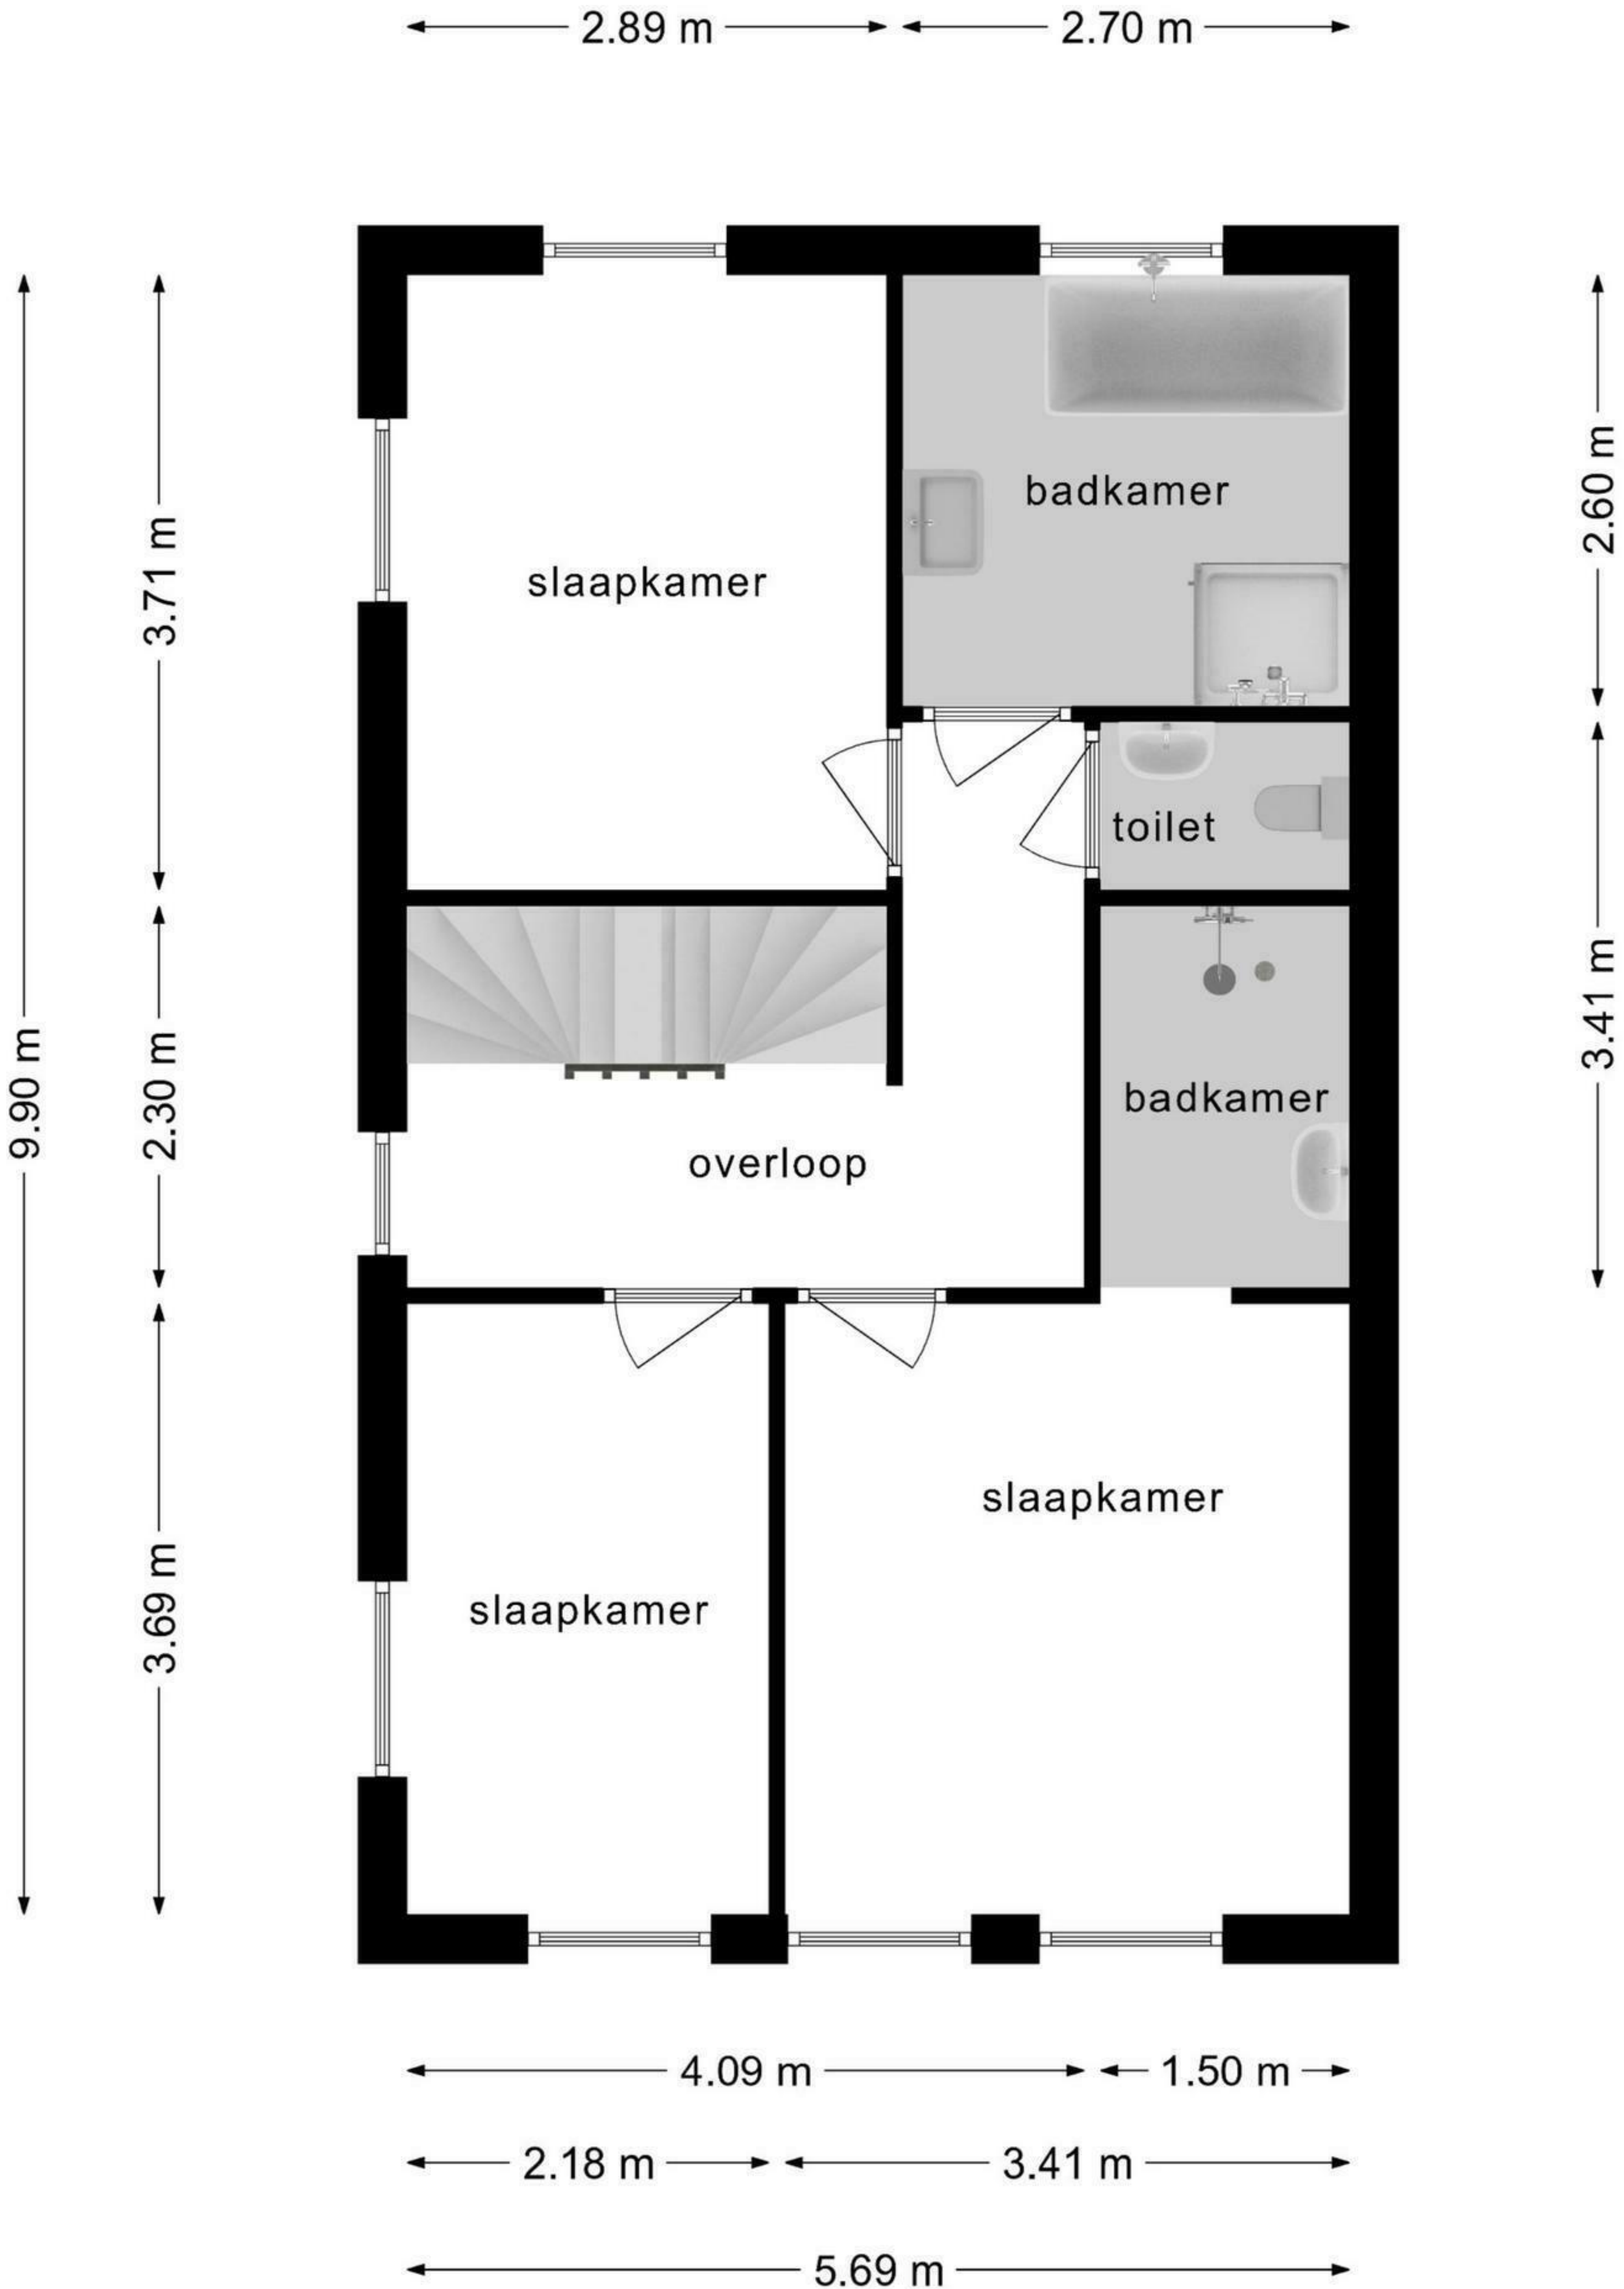 2.89 m
2.70 m
badkamer
2.60 m
3.71 m
slaapkamer
toilet
3.41 m
9.90 m
2.30 m
badkamer
overloop
slaapkamer
3.69 m
slaapkamer
4.09 m
1.50 m
2.18 m
3.41 m
5.69 m